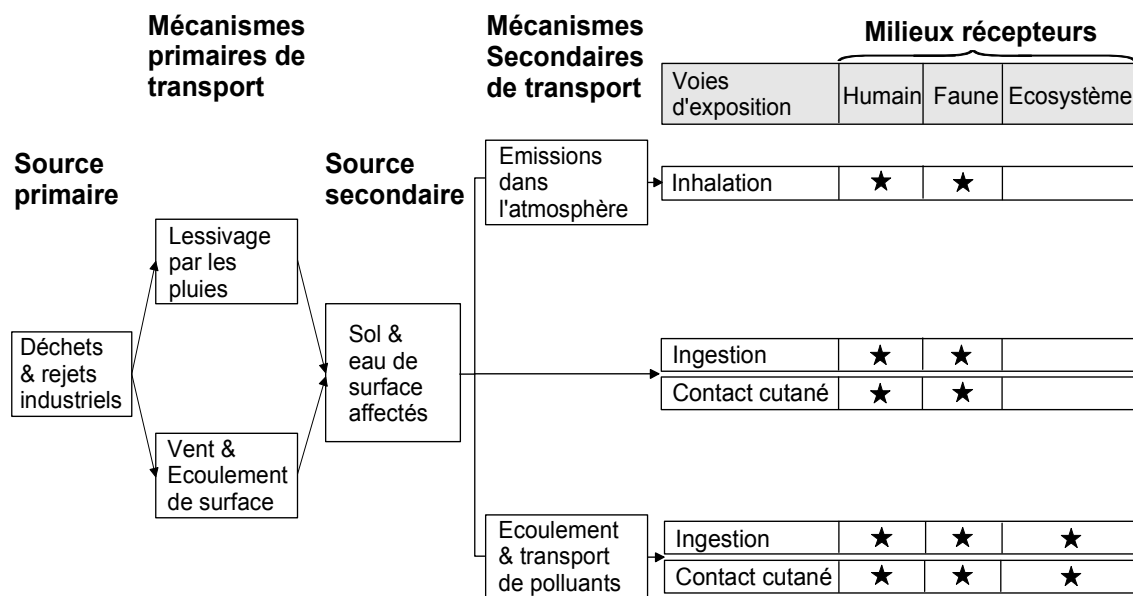 Mécanismes
primaires de
transport
Mécanismes
Secondaires
de transport
Milieux récepteurs
Voies
d'exposition
Humain
Faune
Ecosystème
Source
primaire
Source
secondaire
Emissions
dans
l'atmosphère
Inhalation
★ ★
Lessivage
par les
pluies
Déchets
& rejets
industriels
Sol &
eau de
surface
affectés
Ingestion
★ ★
Contact cutané
★ ★
Vent &
Ecoulement
de surface
Ecoulement
& transport
de polluants
Ingestion
★ ★ ★
Contact cutané
★ ★ ★